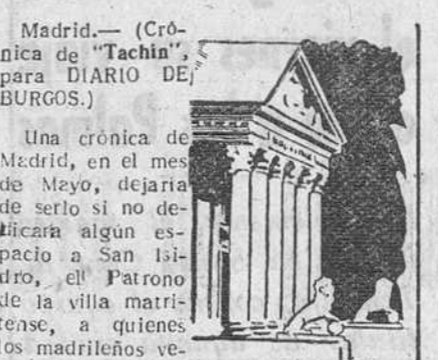 Madrid.— (Cró-
nica de "Tachin",
para DIARIO DE
BURGOS.)
Una crónica de
Madrid, en el mes
de Mayo, dejaría
de serlo si no de-
dicara algún es-
pacio a San Isi-
dro, el Patrono
de la villa matri-
tense, a quienes
los madrileños ve-